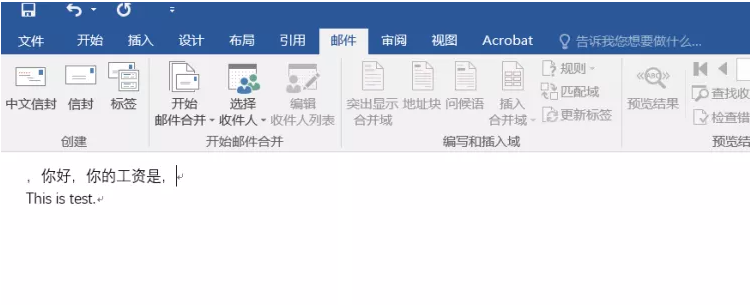 文件 开始 插入 设计 布局 引用 邮件 审阅 视图 Acrobat 告诉我您想要做什么...
中文信封 信封 标签 开始 邮件合并 选择 收件人 编辑 收件人列表 突出显示 合并域 地址块 问候语 插入 合并域 规则 匹配域 更新标签 ABC 预览结果 查找收 检查错
创建 开始邮件合并 编写和插入域 预览结
，你好，你的工资是，
This is test.